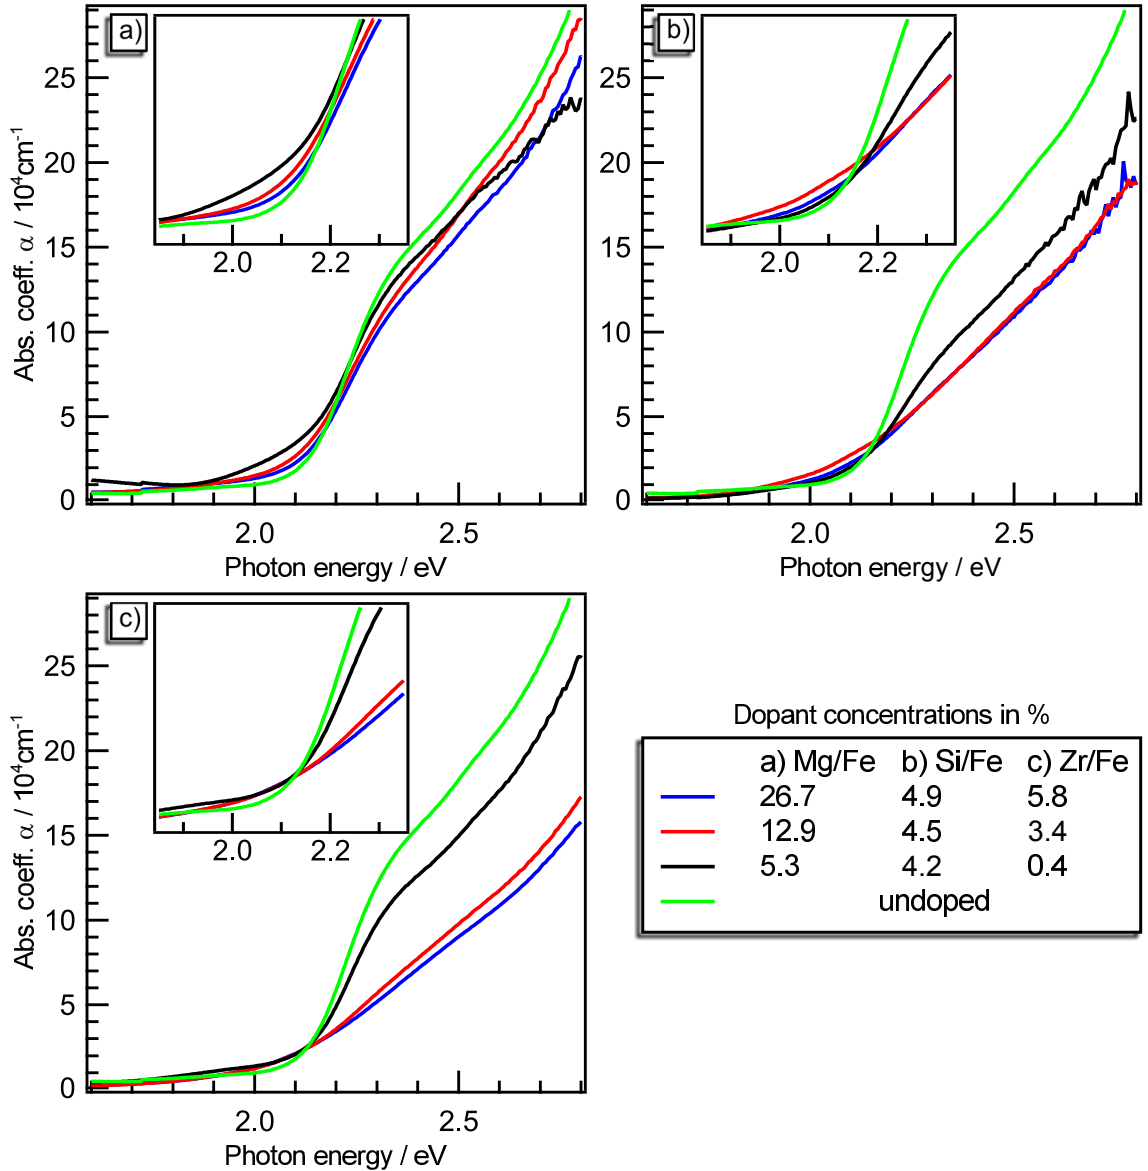 a)
25
20
15
10
5
0
2.0
2.2
2.0
2.5
Abs. coeff. α / 10⁴cm⁻¹
Photon energy / eV
b)
25
20
15
10
5
0
2.0
2.2
2.0
2.5
Photon energy / eV
c)
25
20
15
10
5
0
2.0
2.2
2.0
2.5
Abs. coeff. α / 10⁴cm⁻¹
Photon energy / eV
Dopant concentrations in %
a) Mg/Fe b) Si/Fe c) Zr/Fe
26.7 4.9 5.8
12.9 4.5 3.4
5.3 4.2 0.4
undoped